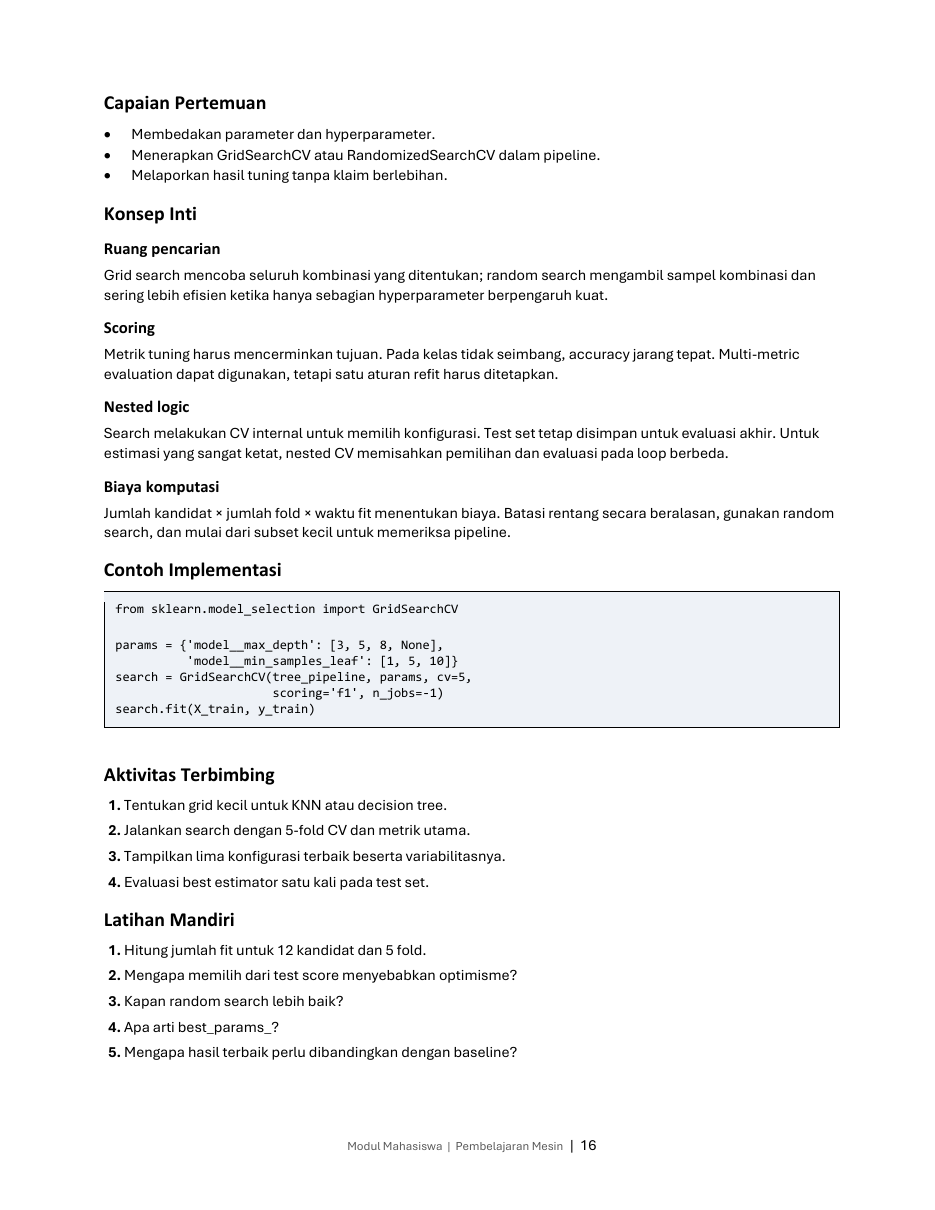 Capaian Pertemuan
• Membedakan parameter dan hyperparameter.
• Menerapkan GridSearchCV atau RandomizedSearchCV dalam pipeline.
• Melaporkan hasil tuning tanpa klaim berlebihan.
Konsep Inti
Ruang pencarian
Grid search mencoba seluruh kombinasi yang ditentukan; random search mengambil sampel kombinasi dan
sering lebih efisien ketika hanya sebagian hyperparameter berpengaruh kuat.
Scoring
Metrik tuning harus mencerminkan tujuan. Pada kelas tidak seimbang, accuracy jarang tepat. Multi-metric
evaluation dapat digunakan, tetapi satu aturan refit harus ditetapkan.
Nested logic
Search melakukan CV internal untuk memilih konfigurasi. Test set tetap disimpan untuk evaluasi akhir. Untuk
estimasi yang sangat ketat, nested CV memisahkan pemilihan dan evaluasi pada loop berbeda.
Biaya komputasi
Jumlah kandidat × jumlah fold × waktu fit menentukan biaya. Batasi rentang secara beralasan, gunakan random
search, dan mulai dari subset kecil untuk memeriksa pipeline.
Contoh Implementasi
from sklearn.model_selection import GridSearchCV
params = {'model__max_depth': [3, 5, 8, None],
          'model__min_samples_leaf': [1, 5, 10]}
search = GridSearchCV(tree_pipeline, params, cv=5,
                      scoring='f1', n_jobs=-1)
search.fit(X_train, y_train)
Aktivitas Terbimbing
1. Tentukan grid kecil untuk KNN atau decision tree.
2. Jalankan search dengan 5-fold CV dan metrik utama.
3. Tampilkan lima konfigurasi terbaik beserta variabilitasnya.
4. Evaluasi best estimator satu kali pada test set.
Latihan Mandiri
1. Hitung jumlah fit untuk 12 kandidat dan 5 fold.
2. Mengapa memilih dari test score menyebabkan optimisme?
3. Kapan random search lebih baik?
4. Apa arti best_params_?
5. Mengapa hasil terbaik perlu dibandingkan dengan baseline?
Modul Mahasiswa | Pembelajaran Mesin | 16